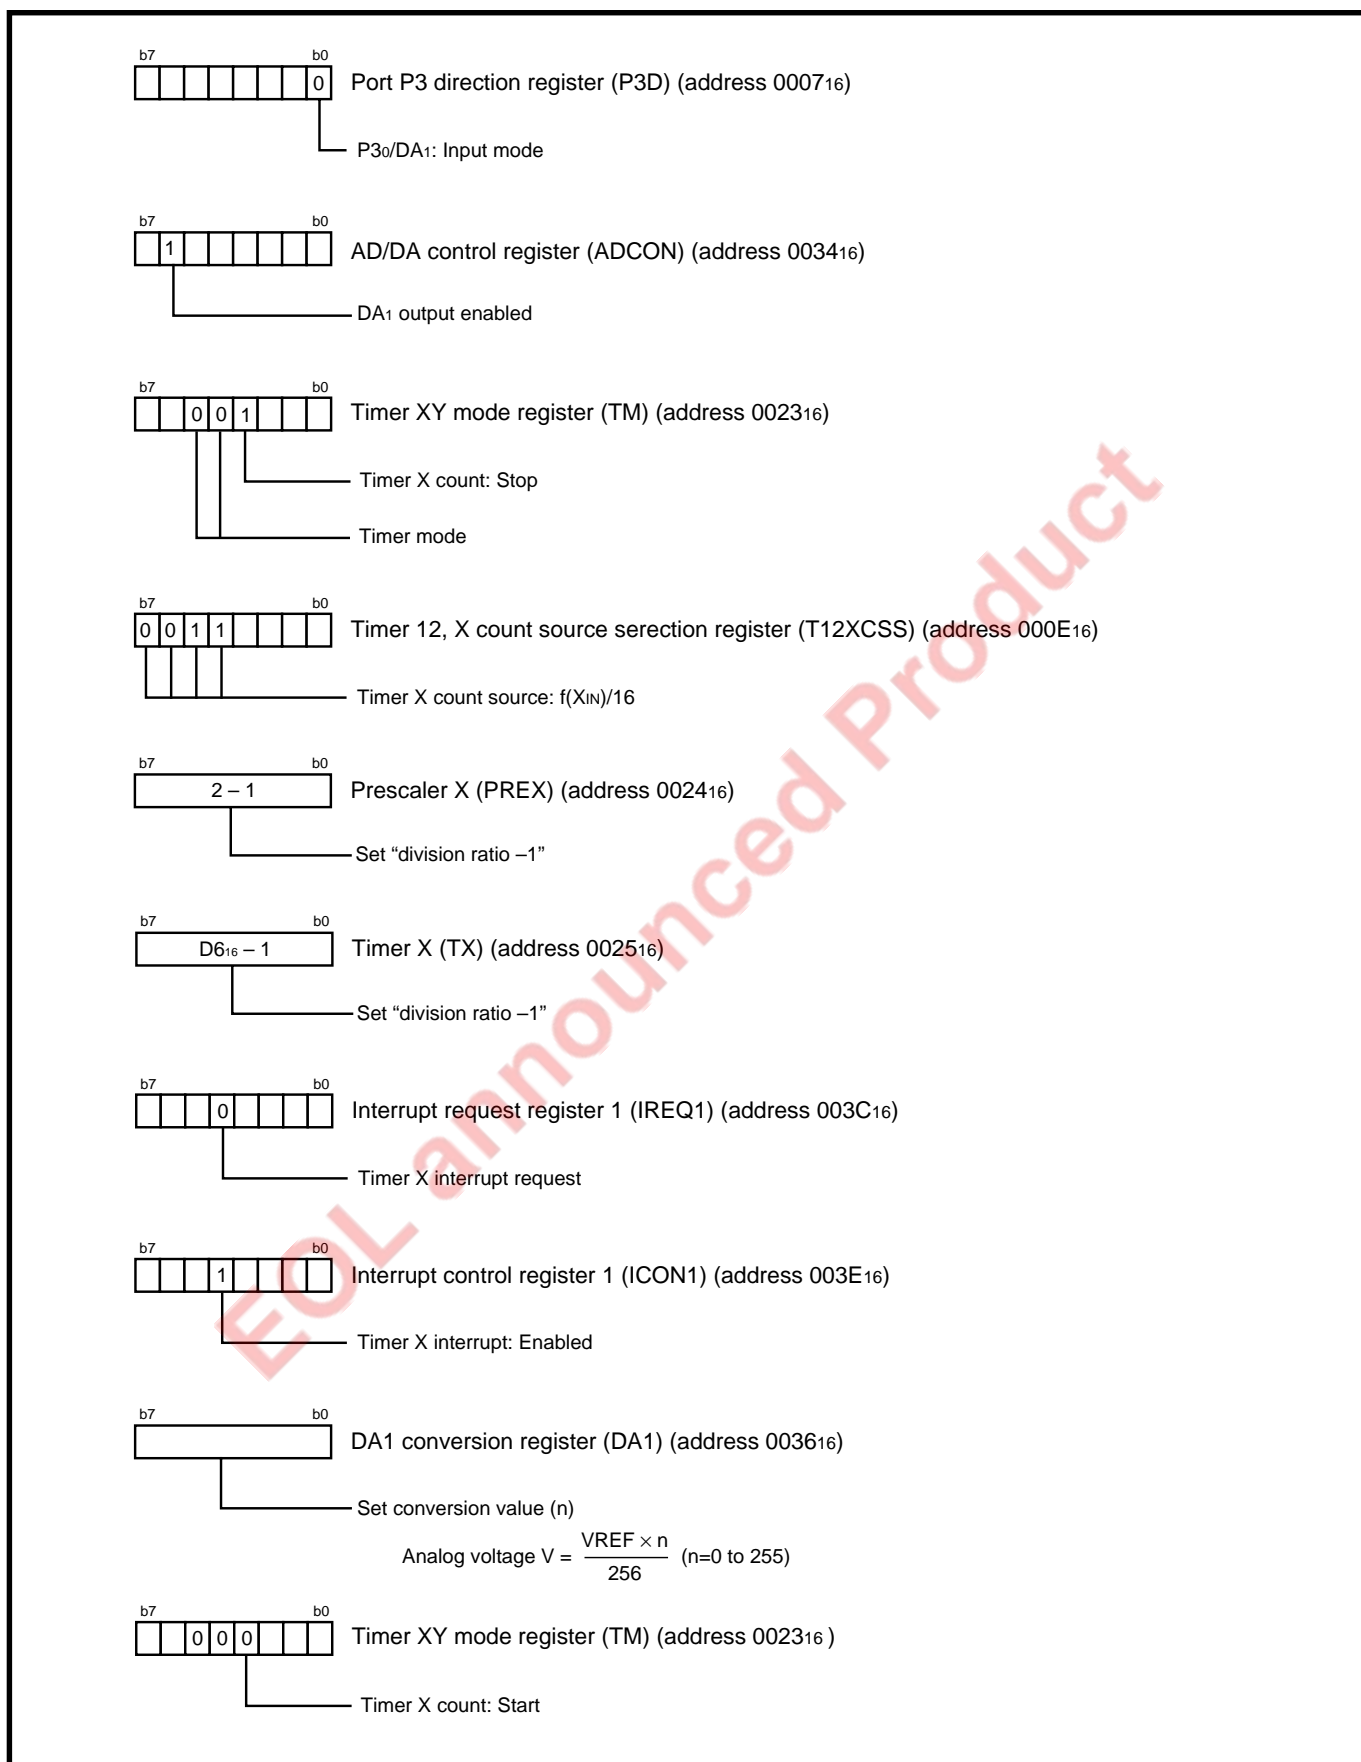 b7 b0
0 Port P3 direction register (P3D) (address 000716)
P30/DA1: Input mode
b7 b0
1 AD/DA control register (ADCON) (address 003416)
DA1 output enabled
b7 b0
0 0 1 Timer XY mode register (TM) (address 002316)
Timer X count: Stop
Timer mode
b7 b0
0 0 1 1 Timer 12, X count source serection register (T12XCSS) (address 000E16)
Timer X count source: f(XIN)/16
b7 b0
2 – 1 Prescaler X (PREX) (address 002416)
Set “division ratio –1”
b7 b0
D616 – 1 Timer X (TX) (address 002516)
Set “division ratio –1”
b7 b0
0 Interrupt request register 1 (IREQ1) (address 003C16)
Timer X interrupt request
b7 b0
1 Interrupt control register 1 (ICON1) (address 003E16)
Timer X interrupt: Enabled
b7 b0
DA1 conversion register (DA1) (address 003616)
Set conversion value (n)
Analog voltage V = VREF × n / 256 (n=0 to 255)
b7 b0
0 0 0 Timer XY mode register (TM) (address 002316 )
Timer X count: Start
EOL announced Product